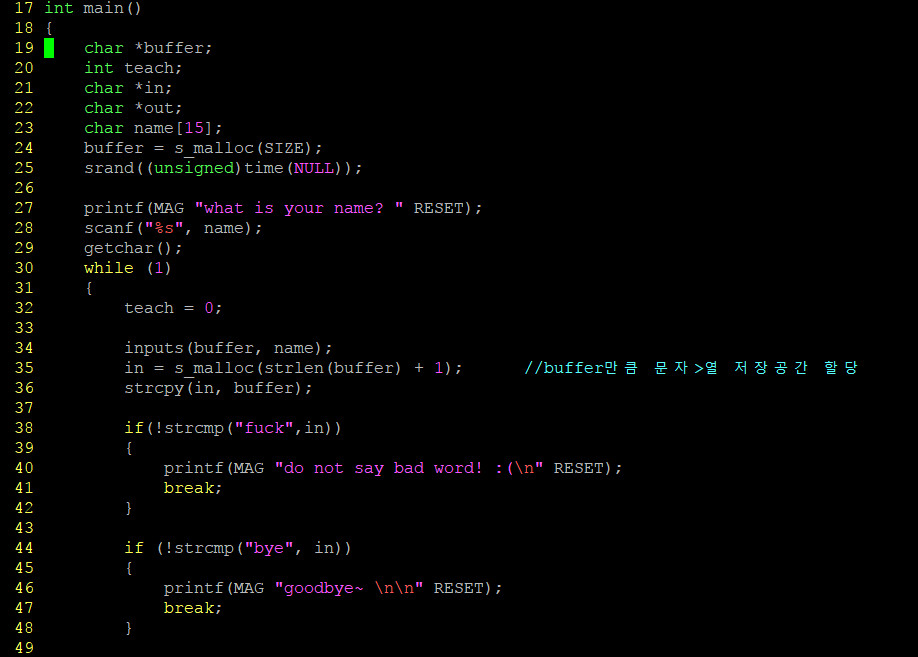 17 int main()
18 {
19     char *buffer;
20     int teach;
21     char *in;
22     char *out;
23     char name[15];
24     buffer = s_malloc(SIZE);
25     srand((unsigned)time(NULL));
26
27     printf(MAG "what is your name? " RESET);
28     scanf("%s", name);
29     getchar();
30     while (1)
31     {
32         teach = 0;
33
34         inputs(buffer, name);
35         in = s_malloc(strlen(buffer) + 1);      //buffer만큼 문자>열 저장공간 할당
36         strcpy(in, buffer);
37
38         if(!strcmp("fuck",in))
39         {
40             printf(MAG "do not say bad word! :(\n" RESET);
41             break;
42         }
43
44         if (!strcmp("bye", in))
45         {
46             printf(MAG "goodbye~ \n\n" RESET);
47             break;
48         }
49